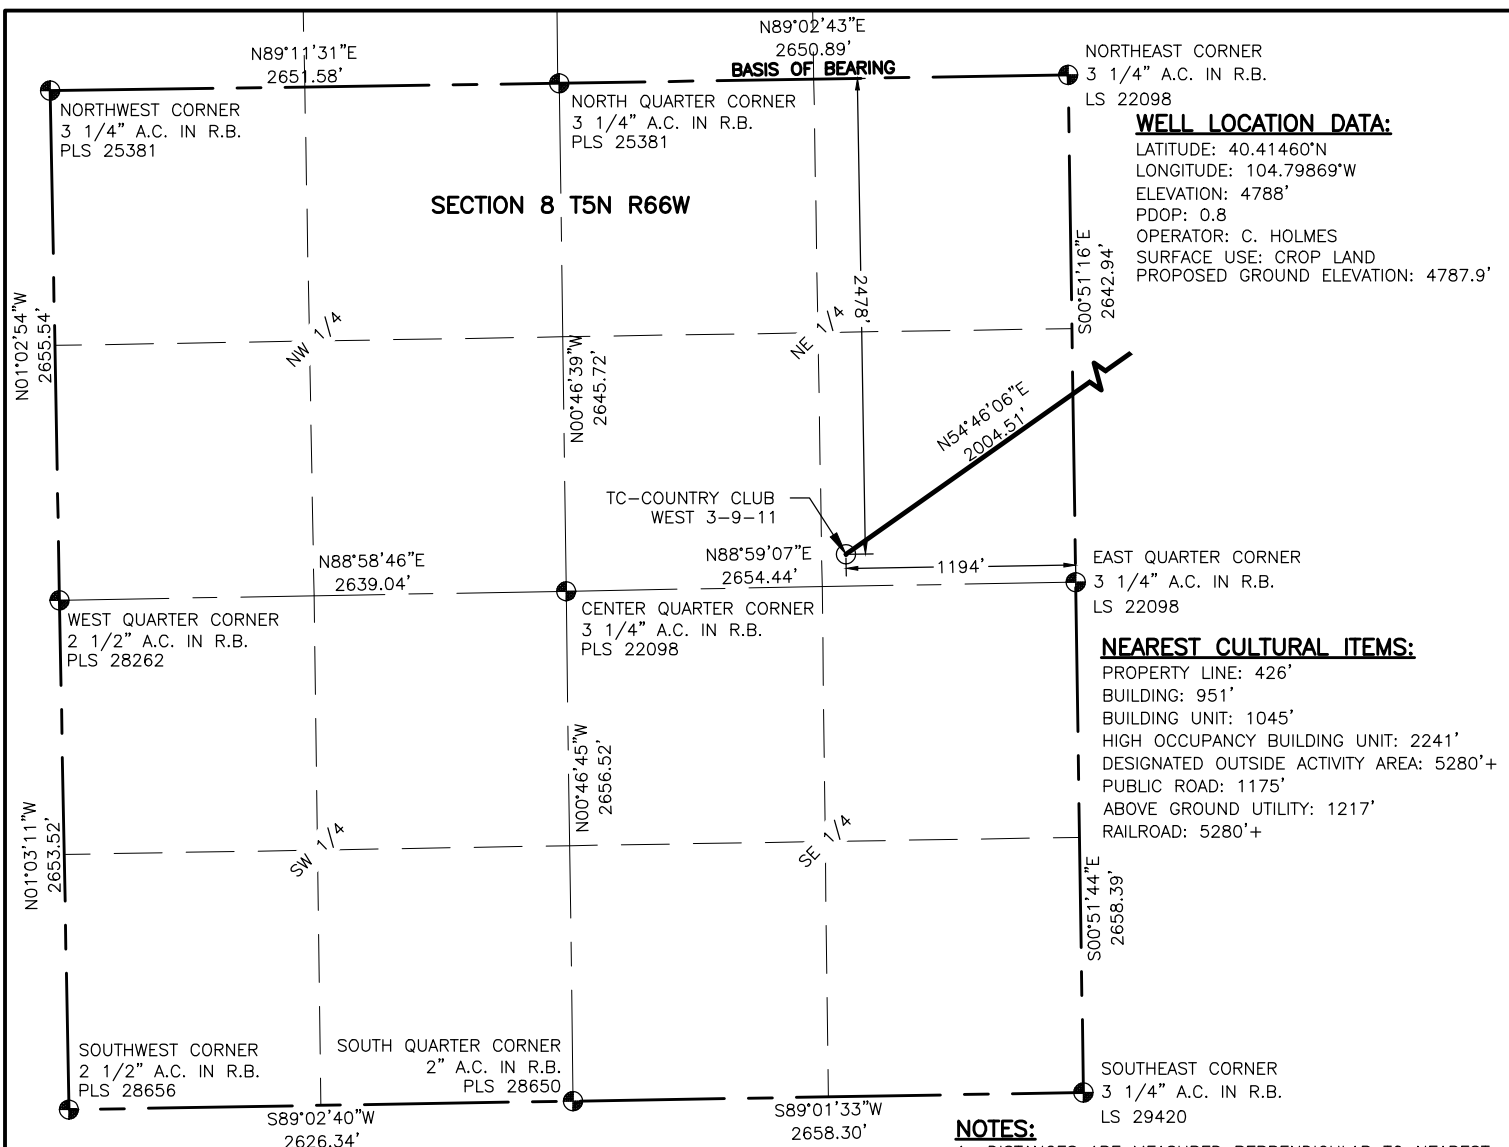 N89°11'31"E
2651.58'
N89°02'43"E
2650.89'
BASIS OF BEARING
NORTHEAST CORNER
3 1/4" A.C. IN R.B.
LS 22098
NORTHWEST CORNER
3 1/4" A.C. IN R.B.
PLS 25381
NORTH QUARTER CORNER
3 1/4" A.C. IN R.B.
PLS 25381
WELL LOCATION DATA:
LATITUDE: 40.41460°N
LONGITUDE: 104.79869°W
ELEVATION: 4788'
PDOP: 0.8
OPERATOR: C. HOLMES
SURFACE USE: CROP LAND
PROPOSED GROUND ELEVATION: 4787.9'
SECTION 8 T5N R66W
N01°02'54"W
2655.54'
NW 1/4
N00°46'39"W
2645.72'
NE 1/4
2478'
S00°51'16"E
2642.94'
N54°46'06"E
2004.51'
TC-COUNTRY CLUB
WEST 3-9-11
N88°58'46"E
2639.04'
N88°59'07"E
2654.44'
1194'
EAST QUARTER CORNER
3 1/4" A.C. IN R.B.
LS 22098
WEST QUARTER CORNER
2 1/2" A.C. IN R.B.
PLS 28262
CENTER QUARTER CORNER
3 1/4" A.C. IN R.B.
PLS 22098
NEAREST CULTURAL ITEMS:
PROPERTY LINE: 426'
BUILDING: 951'
BUILDING UNIT: 1045'
HIGH OCCUPANCY BUILDING UNIT: 2241'
DESIGNATED OUTSIDE ACTIVITY AREA: 5280'+
PUBLIC ROAD: 1175'
ABOVE GROUND UTILITY: 1217'
RAILROAD: 5280'+
N01°03'11"W
2653.52'
SW 1/4
N00°46'45"W
2656.52'
SE 1/4
S00°51'44"E
2658.39'
SOUTHWEST CORNER
2 1/2" A.C. IN R.B.
PLS 28656
SOUTH QUARTER CORNER
2" A.C. IN R.B.
PLS 28650
SOUTHEAST CORNER
3 1/4" A.C. IN R.B.
LS 29420
S89°02'40"W
2626.34'
S89°01'33"W
2658.30'
NOTES:
1. DISTANCES ARE MEASURED PERPENDICULAR TO NEAREST